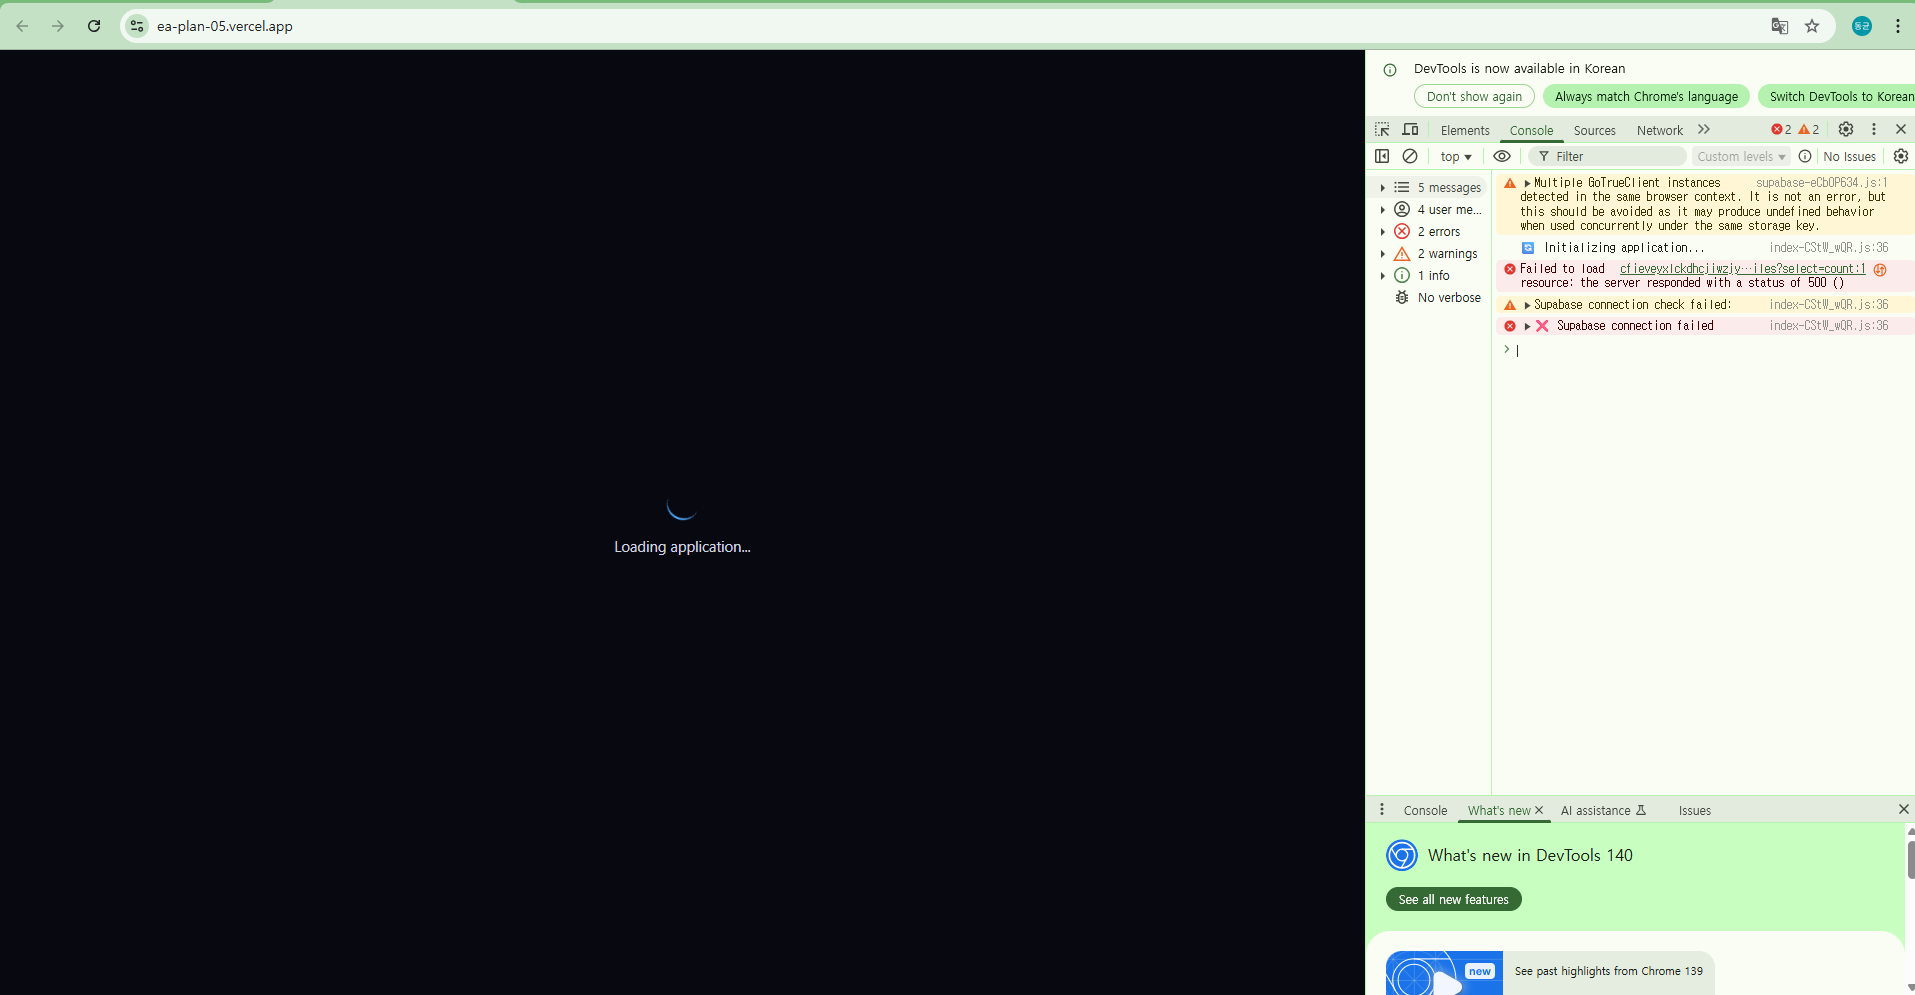 ea-plan-05.vercel.app
동균
DevTools is now available in Korean
Don't show again
Always match Chrome's language
Switch DevTools to Korean
Elements
Console
Sources
Network
2
2
top
Filter
Custom levels
No Issues
5 messages
4 user me...
2 errors
2 warnings
1 info
No verbose
Multiple GoTrueClient instances supabase-eCbOP634.js:1
detected in the same browser context. It is not an error, but
this should be avoided as it may produce undefined behavior
when used concurrently under the same storage key.
Initializing application... index-CStW_wQR.js:36
Failed to load cfieveyxlckdhcjiwzjy…iles?select=count:1
resource: the server responded with a status of 500 ()
Supabase connection check failed: index-CStW_wQR.js:36
❌ Supabase connection failed index-CStW_wQR.js:36
Loading application...
Console
What's new
AI assistance
Issues
What's new in DevTools 140
See all new features
new
See past highlights from Chrome 139